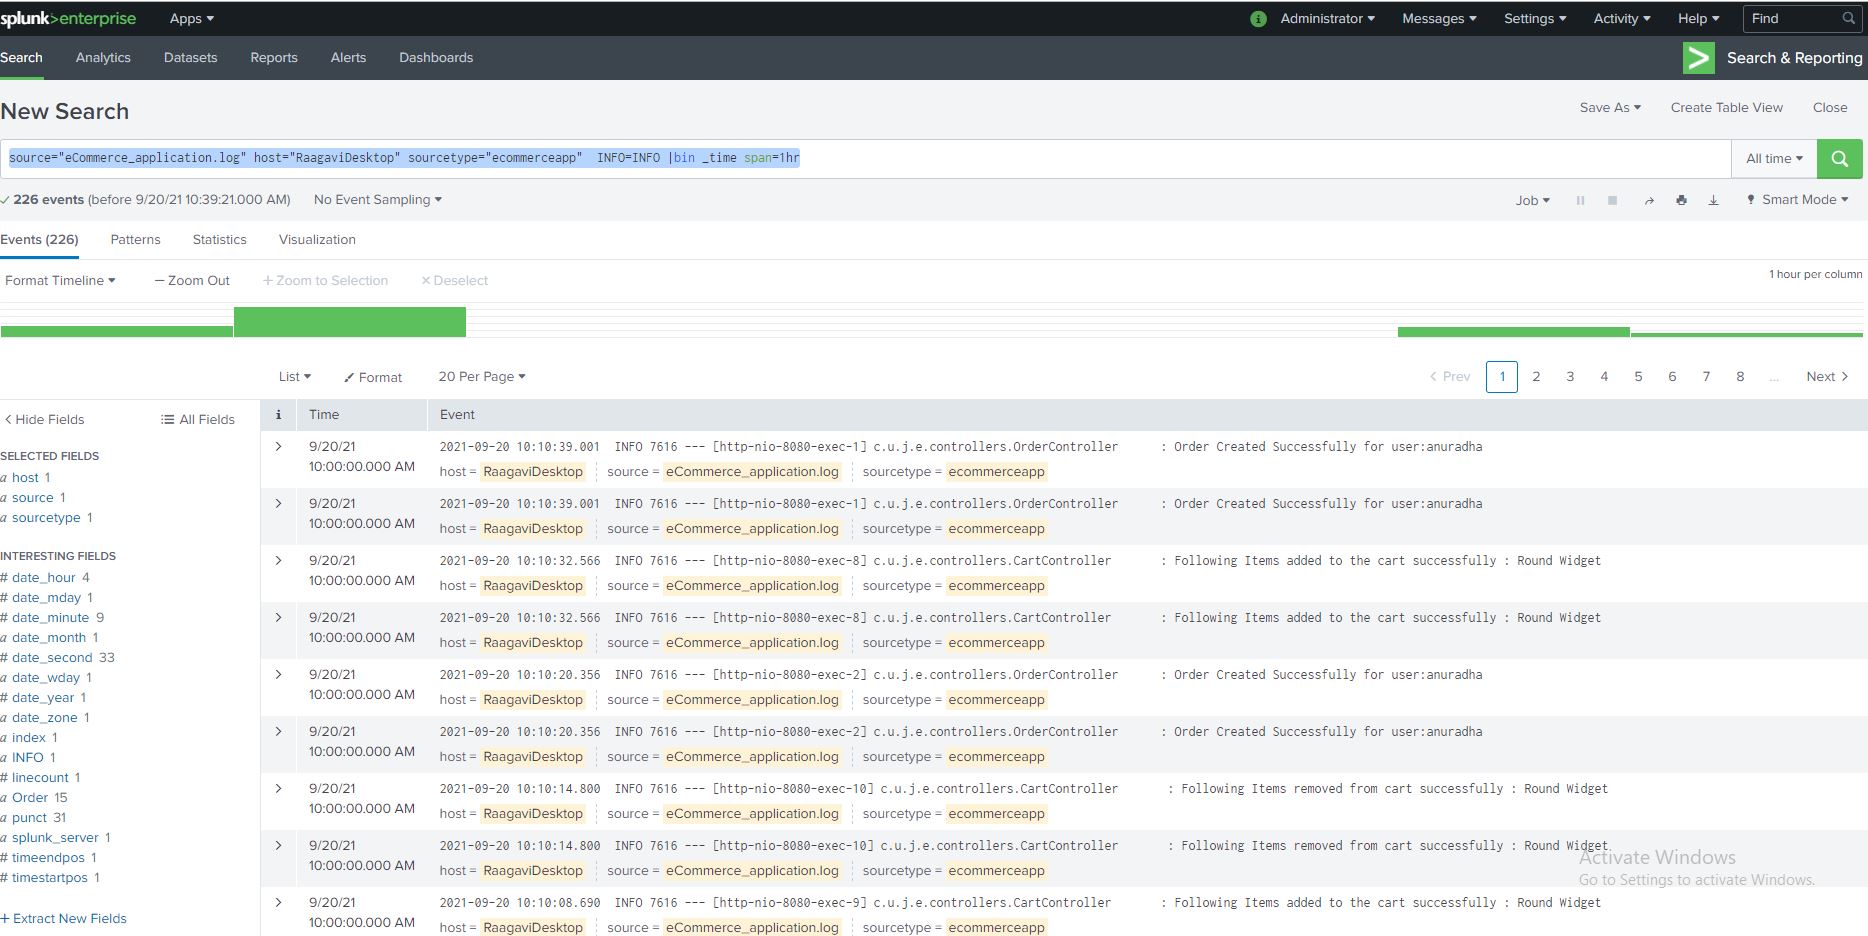 splunk>enterprise Apps Administrator Messages Settings Activity Help Find
Search Analytics Datasets Reports Alerts Dashboards Search & Reporting
New Search Save As Create Table View Close
source="eCommerce_application.log" host="RaagaviDesktop" sourcetype="ecommerceapp" INFO=INFO |bin _time span=1hr All time
226 events (before 9/20/21 10:39:21.000 AM) No Event Sampling Job Smart Mode
Events (226) Patterns Statistics Visualization
Format Timeline — Zoom Out + Zoom to Selection × Deselect 1 hour per column
List Format 20 Per Page < Prev 1 2 3 4 5 6 7 8 ... Next >
< Hide Fields All Fields
SELECTED FIELDS
a host 1
a source 1
a sourcetype 1
INTERESTING FIELDS
# date_hour 4
# date_mday 1
# date_minute 9
a date_month 1
# date_second 33
a date_wday 1
# date_year 1
a date_zone 1
a index 1
a INFO 1
# linecount 1
a Order 15
a punct 31
a splunk_server 1
# timeendpos 1
# timestartpos 1
+ Extract New Fields
i Time Event
> 9/20/21 2021-09-20 10:10:39.001 INFO 7616 --- [http-nio-8080-exec-1] c.u.j.e.controllers.OrderController : Order Created Successfully for user:anuradha
10:00:00.000 AM host = RaagaviDesktop source = eCommerce_application.log sourcetype = ecommerceapp
> 9/20/21 2021-09-20 10:10:39.001 INFO 7616 --- [http-nio-8080-exec-1] c.u.j.e.controllers.OrderController : Order Created Successfully for user:anuradha
10:00:00.000 AM host = RaagaviDesktop source = eCommerce_application.log sourcetype = ecommerceapp
> 9/20/21 2021-09-20 10:10:32.566 INFO 7616 --- [http-nio-8080-exec-8] c.u.j.e.controllers.CartController : Following Items added to the cart successfully : Round Widget
10:00:00.000 AM host = RaagaviDesktop source = eCommerce_application.log sourcetype = ecommerceapp
> 9/20/21 2021-09-20 10:10:32.566 INFO 7616 --- [http-nio-8080-exec-8] c.u.j.e.controllers.CartController : Following Items added to the cart successfully : Round Widget
10:00:00.000 AM host = RaagaviDesktop source = eCommerce_application.log sourcetype = ecommerceapp
> 9/20/21 2021-09-20 10:10:20.356 INFO 7616 --- [http-nio-8080-exec-2] c.u.j.e.controllers.OrderController : Order Created Successfully for user:anuradha
10:00:00.000 AM host = RaagaviDesktop source = eCommerce_application.log sourcetype = ecommerceapp
> 9/20/21 2021-09-20 10:10:20.356 INFO 7616 --- [http-nio-8080-exec-2] c.u.j.e.controllers.OrderController : Order Created Successfully for user:anuradha
10:00:00.000 AM host = RaagaviDesktop source = eCommerce_application.log sourcetype = ecommerceapp
> 9/20/21 2021-09-20 10:10:14.800 INFO 7616 --- [http-nio-8080-exec-10] c.u.j.e.controllers.CartController : Following Items removed from cart successfully : Round Widget
10:00:00.000 AM host = RaagaviDesktop source = eCommerce_application.log sourcetype = ecommerceapp
> 9/20/21 2021-09-20 10:10:14.800 INFO 7616 --- [http-nio-8080-exec-10] c.u.j.e.controllers.CartController : Following Items removed from cart successfully : Round Widget
10:00:00.000 AM host = RaagaviDesktop source = eCommerce_application.log sourcetype = ecommerceapp
> 9/20/21 2021-09-20 10:10:08.690 INFO 7616 --- [http-nio-8080-exec-9] c.u.j.e.controllers.CartController : Following Items added to the cart successfully : Round Widget
10:00:00.000 AM host = RaagaviDesktop source = eCommerce_application.log sourcetype = ecommerceapp
Activate Windows
Go to Settings to activate Windows.